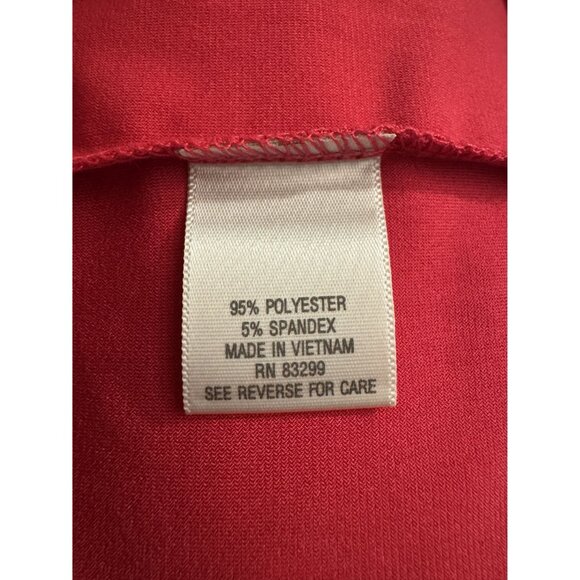 95% POLYESTER
5% SPANDEX
MADE IN VIETNAM
RN 83299
SEE REVERSE FOR CARE